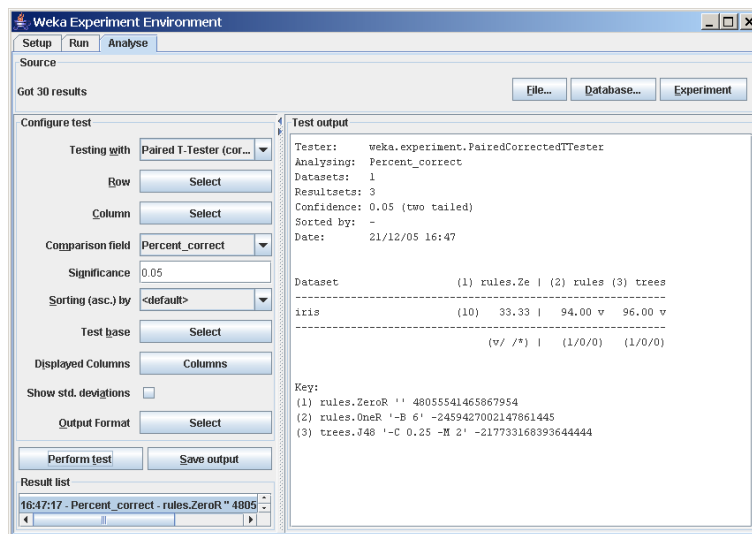 Weka Experiment Environment
Setup Run Analyse
Source
Got 30 results
File... Database... Experiment
Configure test
Testing with Paired T-Tester (cor...
Row Select
Column Select
Comparison field Percent_correct
Significance 0.05
Sorting (asc.) by <default>
Test base Select
Displayed Columns Columns
Show std. deviations
Output Format Select
Perform test Save output
Result list
16:47:17 - Percent_correct - rules.ZeroR '' 4805
Test output
Tester: weka.experiment.PairedCorrectedTTester
Analysing: Percent_correct
Datasets: 1
Resultsets: 3
Confidence: 0.05 (two tailed)
Sorted by: -
Date: 21/12/05 16:47
Dataset (1) rules.Ze | (2) rules (3) trees
------------------------------------------------------------
iris (10) 33.33 | 94.00 v 96.00 v
------------------------------------------------------------
(v/ /*) | (1/0/0) (1/0/0)
Key:
(1) rules.ZeroR '' 48055541465867954
(2) rules.OneR '-B 6' -2459427002147861445
(3) trees.J48 '-C 0.25 -M 2' -217733168393644444